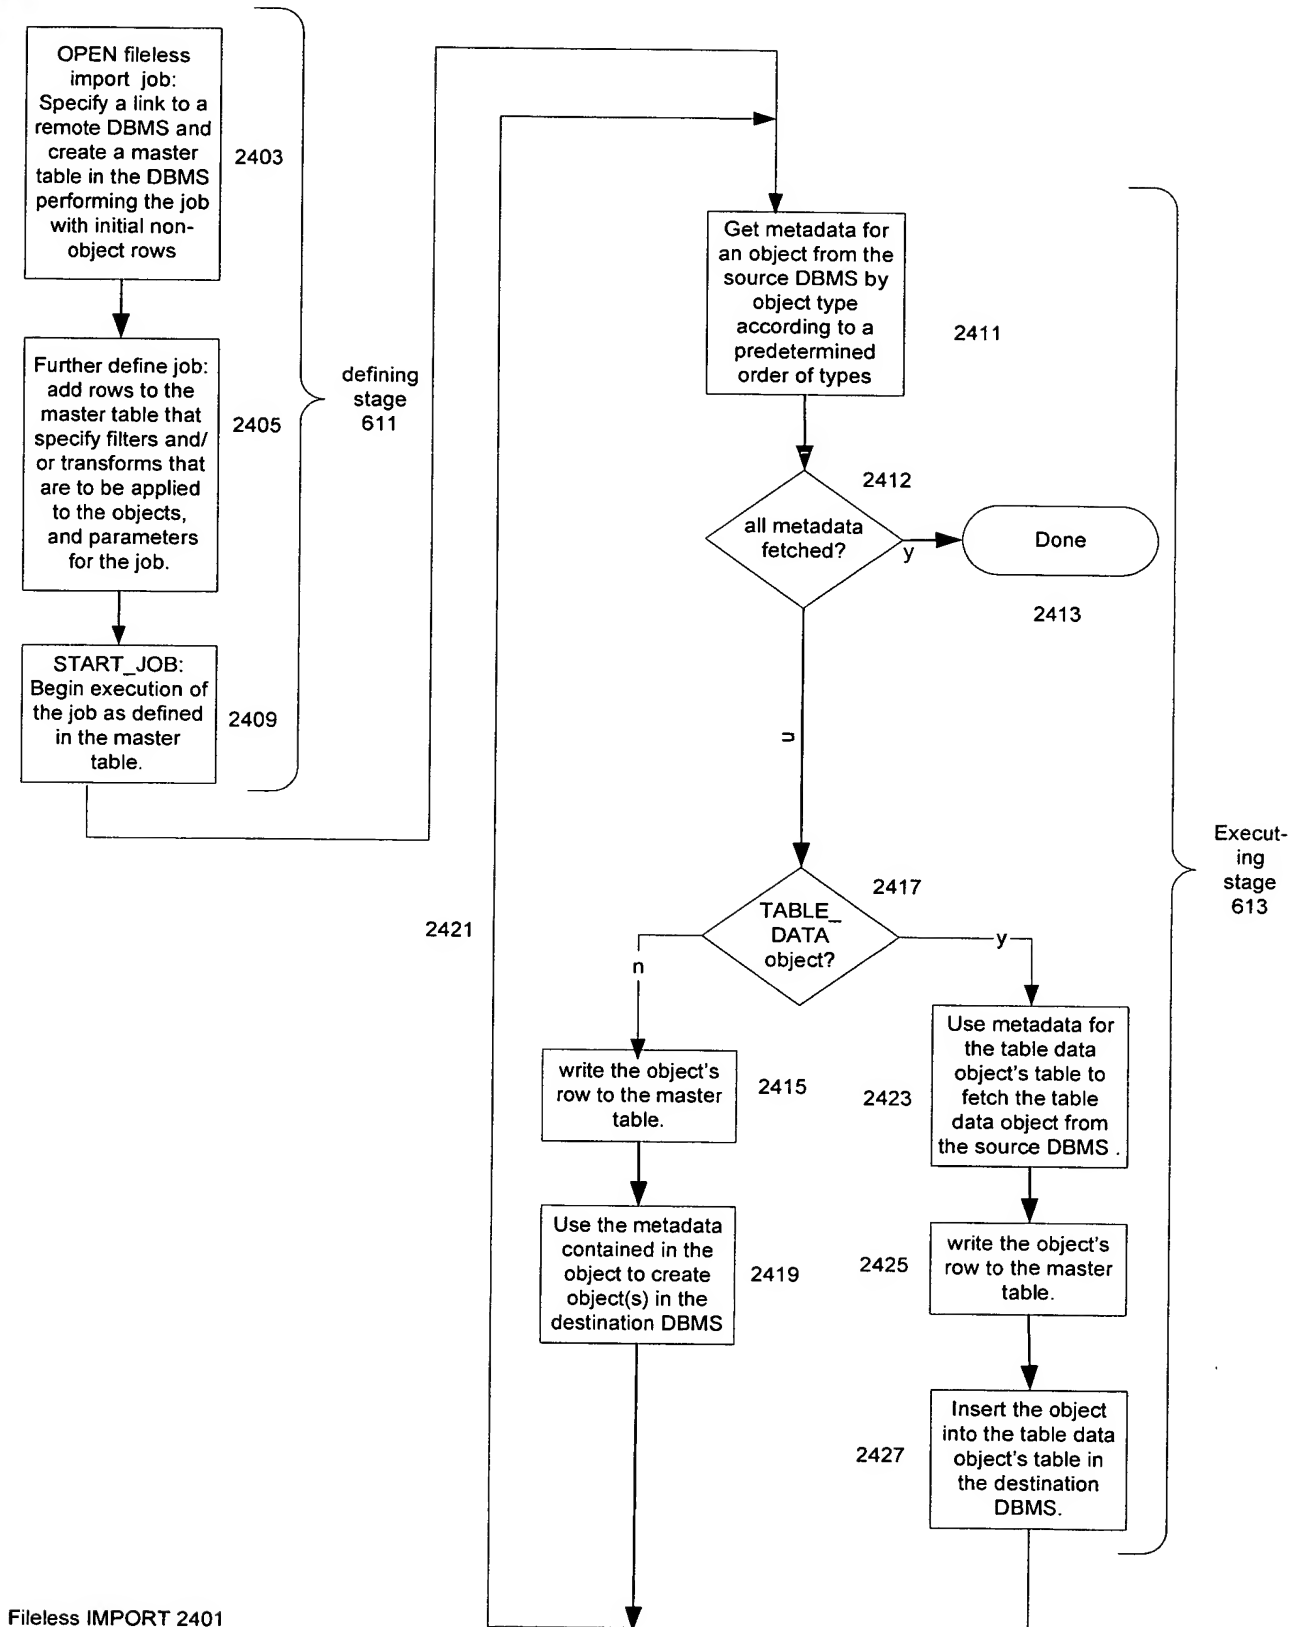 OPEN fileless
import job:
Specify a link to a
remote DBMS and
create a master
table in the DBMS
performing the job
with initial non-
object rows
2403
Further define job:
add rows to the
master table that
specify filters and/
or transforms that
are to be applied
to the objects,
and parameters
for the job.
2405
START_JOB:
Begin execution of
the job as defined
in the master
table.
2409
defining
stage
611
Get metadata for
an object from the
source DBMS by
object type
according to a
predetermined
order of types
2411
2412
all metadata
fetched?
y
Done
2413
n
2417
TABLE_
DATA
object?
n
y
2421
write the object's
row to the master
table.
2415
Use the metadata
contained in the
object to create
object(s) in the
destination DBMS
2419
Use metadata for
the table data
object's table to
fetch the table
data object from
the source DBMS .
2423
write the object's
row to the master
table.
2425
Insert the object
into the table data
object's table in
the destination
DBMS.
2427
Execut-
ing
stage
613
Fileless IMPORT 2401